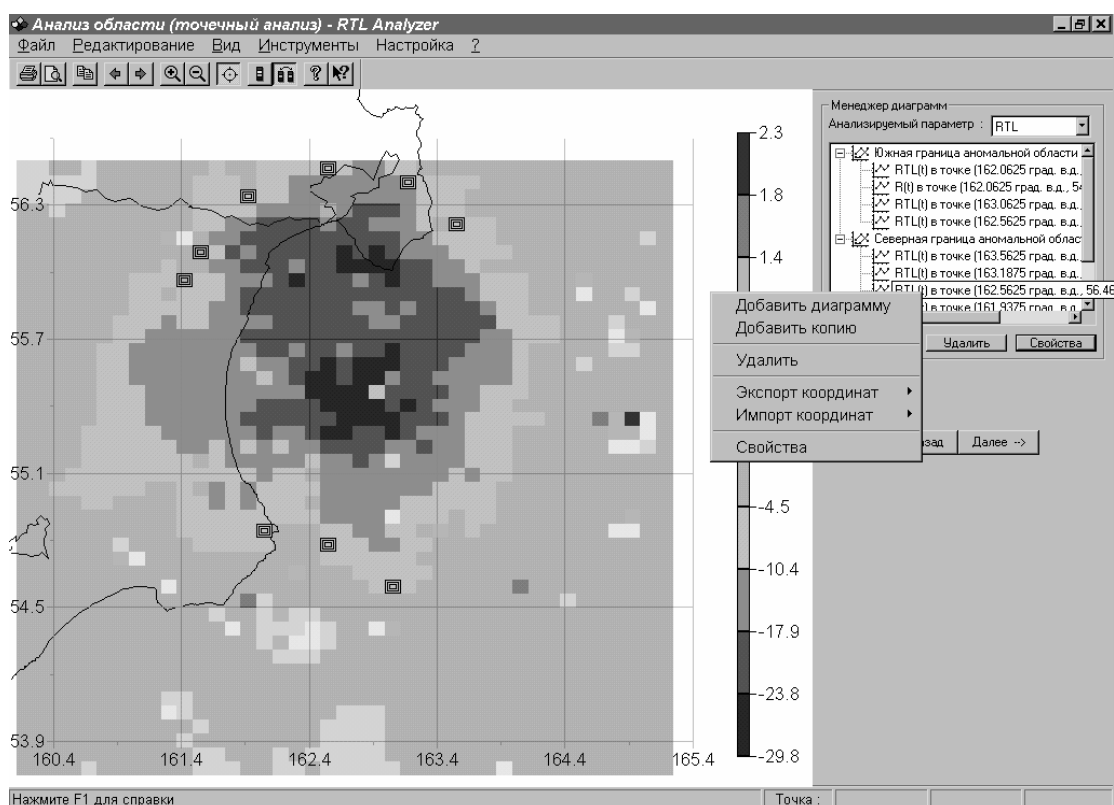 Анализ области (точечный анализ) - RTL Analyzer
Файл Редактирование Вид Инструменты Настройка ?
Менеджер диаграмм
Анализируемый параметр : RTL
Южная граница аномальной области
RTL(t) в точке (162.0625 град. в.д.,
R(t) в точке (162.0625 град. в.д., 54
RTL(t) в точке (163.0625 град. в.д.
RTL(t) в точке (162.5625 град. в.д.
Северная граница аномальной облас
RTL(t) в точке (163.5625 град. в.д.
RTL(t) в точке (163.1875 град. в.д.
RTL(t) в точке (162.5625 град. в.д., 56.46
в точке (161.9375 град. в.д.
Удалить Свойства
Добавить диаграмму
Добавить копию
Удалить
Экспорт координат
Импорт координат
Свойства
зад Далее -->
2.3
1.8
1.4
-4.5
-10.4
-17.9
-23.8
-29.8
56.3
55.7
55.1
54.5
53.9
160.4 161.4 162.4 163.4 164.4 165.4
Нажмите F1 для справки Точка :